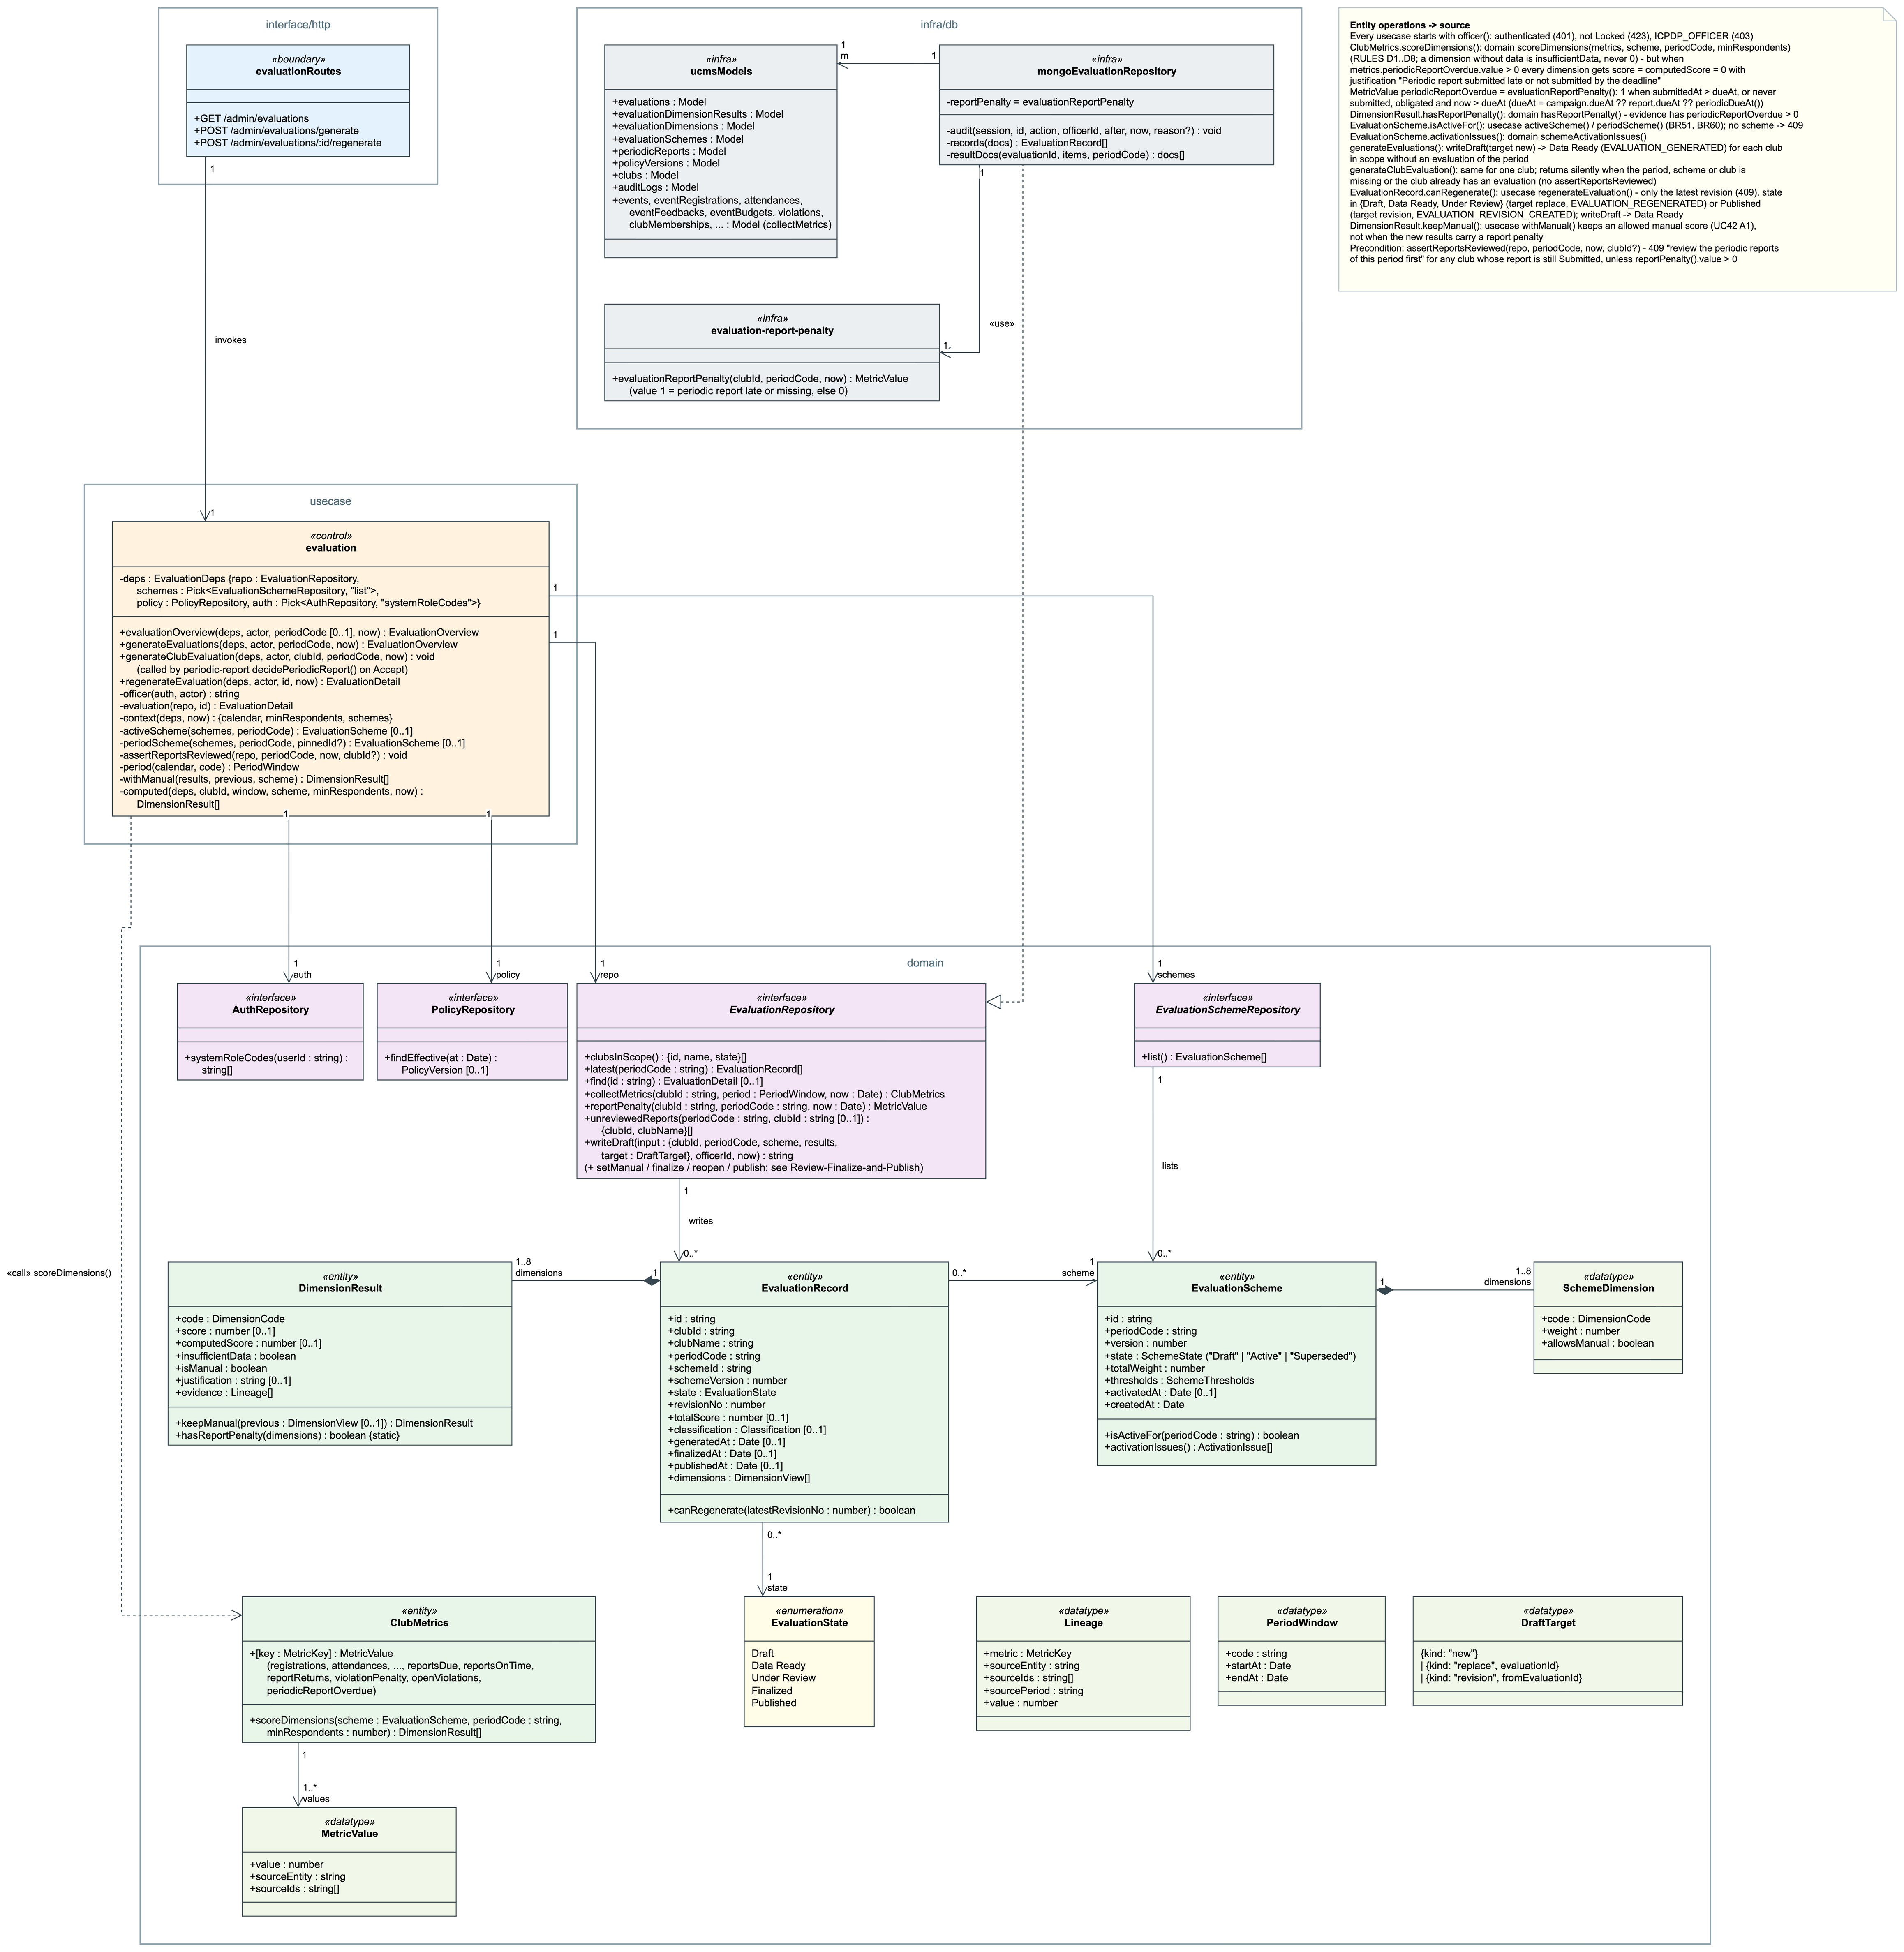 interface/http
«boundary»
evaluationRoutes
+GET /admin/evaluations
+POST /admin/evaluations/generate
+POST /admin/evaluations/:id/regenerate
1
invokes
1
infra/db
«infra»
ucmsModels
+evaluations : Model
+evaluationDimensionResults : Model
+evaluationDimensions : Model
+evaluationSchemes : Model
+periodicReports : Model
+policyVersions : Model
+clubs : Model
+auditLogs : Model
+events, eventRegistrations, attendances,
eventFeedbacks, eventBudgets, violations,
clubMemberships, ... : Model (collectMetrics)
1
m
1
«infra»
mongoEvaluationRepository
-reportPenalty = evaluationReportPenalty
-audit(session, id, action, officerId, after, now, reason?) : void
-records(docs) : EvaluationRecord[]
-resultDocs(evaluationId, items, periodCode) : docs[]
1
«use»
1.
«infra»
evaluation-report-penalty
+evaluationReportPenalty(clubId, periodCode, now) : MetricValue
(value 1 = periodic report late or missing, else 0)
Entity operations -> source
Every usecase starts with officer(): authenticated (401), not Locked (423), ICPDP_OFFICER (403)
ClubMetrics.scoreDimensions(): domain scoreDimensions(metrics, scheme, periodCode, minRespondents)
(RULES D1..D8; a dimension without data is insufficientData, never 0) - but when
metrics.periodicReportOverdue.value > 0 every dimension gets score = computedScore = 0 with
justification "Periodic report submitted late or not submitted by the deadline"
MetricValue periodicReportOverdue = evaluationReportPenalty(): 1 when submittedAt > dueAt, or never
submitted, obligated and now > dueAt (dueAt = campaign.dueAt ?? report.dueAt ?? periodicDueAt())
DimensionResult.hasReportPenalty(): domain hasReportPenalty() - evidence has periodicReportOverdue > 0
EvaluationScheme.isActiveFor(): usecase activeScheme() / periodScheme() (BR51, BR60); no scheme -> 409
EvaluationScheme.activationIssues(): domain schemeActivationIssues()
generateEvaluations(): writeDraft(target new) -> Data Ready (EVALUATION_GENERATED) for each club
in scope without an evaluation of the period
generateClubEvaluation(): same for one club; returns silently when the period, scheme or club is
missing or the club already has an evaluation (no assertReportsReviewed)
EvaluationRecord.canRegenerate(): usecase regenerateEvaluation() - only the latest revision (409), state
in {Draft, Data Ready, Under Review} (target replace, EVALUATION_REGENERATED) or Published
(target revision, EVALUATION_REVISION_CREATED); writeDraft -> Data Ready
DimensionResult.keepManual(): usecase withManual() keeps an allowed manual score (UC42 A1),
not when the new results carry a report penalty
Precondition: assertReportsReviewed(repo, periodCode, now, clubId?) - 409 "review the periodic reports
of this period first" for any club whose report is still Submitted, unless reportPenalty().value > 0
usecase
«control»
evaluation
-deps : EvaluationDeps {repo : EvaluationRepository,
schemes : Pick<EvaluationSchemeRepository, "list">,
policy : PolicyRepository, auth : Pick<AuthRepository, "systemRoleCodes">}
+evaluationOverview(deps, actor, periodCode [0..1], now) : EvaluationOverview
+generateEvaluations(deps, actor, periodCode, now) : EvaluationOverview
+generateClubEvaluation(deps, actor, clubId, periodCode, now) : void
(called by periodic-report decidePeriodicReport() on Accept)
+regenerateEvaluation(deps, actor, id, now) : EvaluationDetail
-officer(auth, actor) : string
-evaluation(repo, id) : EvaluationDetail
-context(deps, now) : {calendar, minRespondents, schemes}
-activeScheme(schemes, periodCode) : EvaluationScheme [0..1]
-periodScheme(schemes, periodCode, pinnedId?) : EvaluationScheme [0..1]
-assertReportsReviewed(repo, periodCode, now, clubId?) : void
-period(calendar, code) : PeriodWindow
-withManual(results, previous, scheme) : DimensionResult[]
-computed(deps, clubId, window, scheme, minRespondents, now) :
DimensionResult[]
1
1
1
1
domain
1
auth
1
policy
1
repo
1
schemes
«interface»
AuthRepository
+systemRoleCodes(userId : string) :
string[]
«interface»
PolicyRepository
+findEffective(at : Date) :
PolicyVersion [0..1]
«interface»
EvaluationRepository
+clubsInScope() : {id, name, state}[]
+latest(periodCode : string) : EvaluationRecord[]
+find(id : string) : EvaluationDetail [0..1]
+collectMetrics(clubId : string, period : PeriodWindow, now : Date) : ClubMetrics
+reportPenalty(clubId : string, periodCode : string, now : Date) : MetricValue
+unreviewedReports(periodCode : string, clubId : string [0..1]) :
{clubId, clubName}[]
+writeDraft(input : {clubId, periodCode, scheme, results,
target : DraftTarget}, officerId, now) : string
(+ setManual / finalize / reopen / publish: see Review-Finalize-and-Publish)
«interface»
EvaluationSchemeRepository
+list() : EvaluationScheme[]
1
writes
0..*
1
lists
0..*
«call» scoreDimensions()
«entity»
DimensionResult
+code : DimensionCode
+score : number [0..1]
+computedScore : number [0..1]
+insufficientData : boolean
+isManual : boolean
+justification : string [0..1]
+evidence : Lineage[]
+keepManual(previous : DimensionView [0..1]) : DimensionResult
+hasReportPenalty(dimensions) : boolean {static}
1..8
dimensions
1
«entity»
EvaluationRecord
+id : string
+clubId : string
+clubName : string
+periodCode : string
+schemeId : string
+schemeVersion : number
+state : EvaluationState
+revisionNo : number
+totalScore : number [0..1]
+classification : Classification [0..1]
+generatedAt : Date [0..1]
+finalizedAt : Date [0..1]
+publishedAt : Date [0..1]
+dimensions : DimensionView[]
+canRegenerate(latestRevisionNo : number) : boolean
0..*
1
scheme
«entity»
EvaluationScheme
+id : string
+periodCode : string
+version : number
+state : SchemeState ("Draft" | "Active" | "Superseded")
+totalWeight : number
+thresholds : SchemeThresholds
+activatedAt : Date [0..1]
+createdAt : Date
+isActiveFor(periodCode : string) : boolean
+activationIssues() : ActivationIssue[]
1
1..8
dimensions
«datatype»
SchemeDimension
+code : DimensionCode
+weight : number
+allowsManual : boolean
0..*
1
state
«entity»
ClubMetrics
+[key : MetricKey] : MetricValue
(registrations, attendances, ..., reportsDue, reportsOnTime,
reportReturns, violationPenalty, openViolations,
periodicReportOverdue)
+scoreDimensions(scheme : EvaluationScheme, periodCode : string,
minRespondents : number) : DimensionResult[]
«enumeration»
EvaluationState
Draft
Data Ready
Under Review
Finalized
Published
«datatype»
Lineage
+metric : MetricKey
+sourceEntity : string
+sourceIds : string[]
+sourcePeriod : string
+value : number
«datatype»
PeriodWindow
+code : string
+startAt : Date
+endAt : Date
«datatype»
DraftTarget
{kind: "new"}
| {kind: "replace", evaluationId}
| {kind: "revision", fromEvaluationId}
1
1..*
values
«datatype»
MetricValue
+value : number
+sourceEntity : string
+sourceIds : string[]